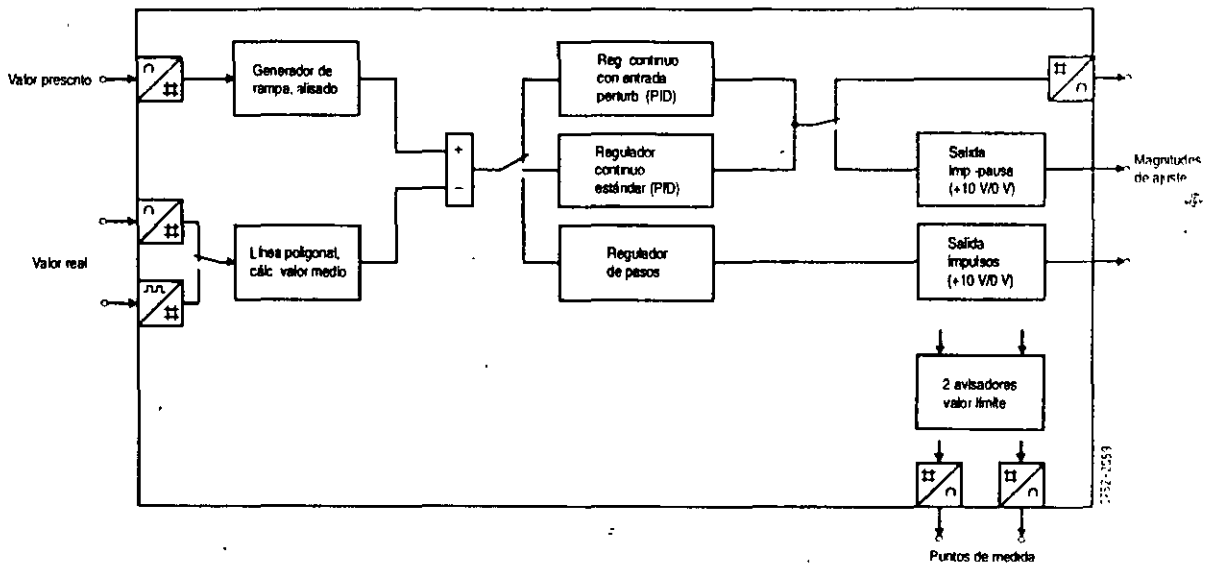 Valor prescrito
Generador de
rampa, alisado
Reg. continuo
con entrada
perturb (PID)
+
−
Regulador
continuo
estándar (PID)
Salida
imp -pausa
(+10 V/0 V)
Magnitudes
de ajuste
Valor real
Línea poligonal,
cálc valor medio
Regulador
de pasos
Salida
impulsos
(+10 V/0 V)
2 avisadores
valor límite
Puntos de medida